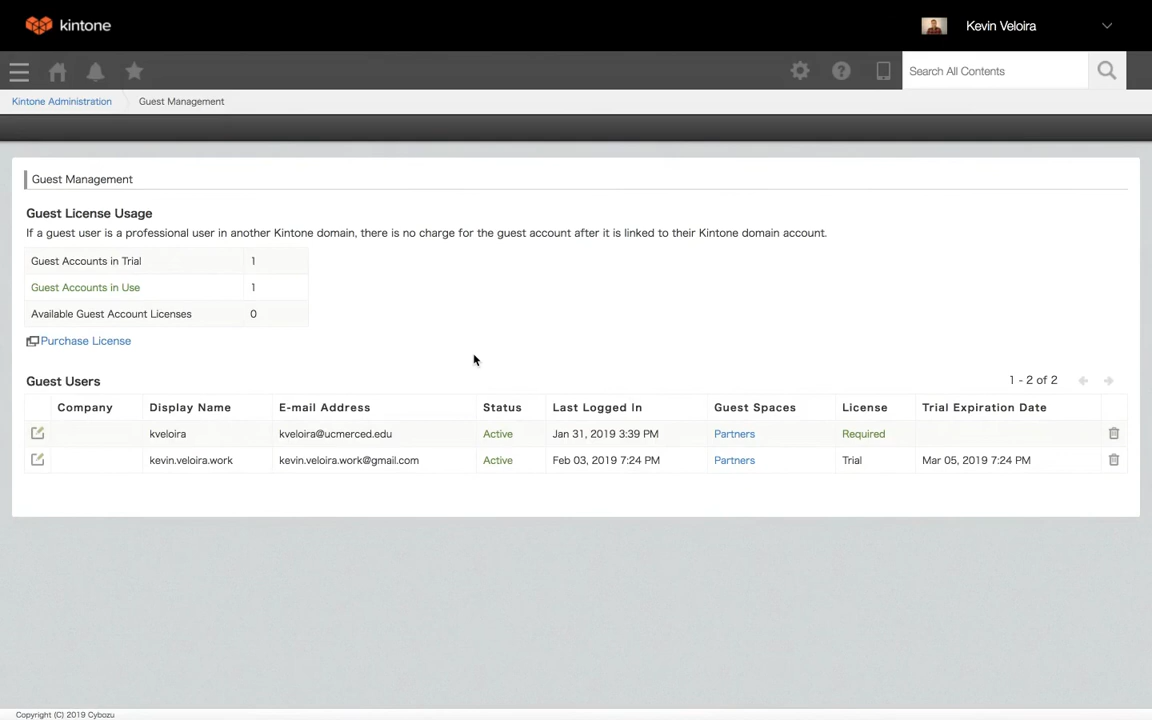 kintone
Kevin Veloira
Search All Contents
Kintone Administration Guest Management
Guest Management
Guest License Usage
If a guest user is a professional user in another Kintone domain, there is no charge for the guest account after it is linked to their Kintone domain account.
Guest Accounts in Trial 1
Guest Accounts in Use 1
Available Guest Account Licenses 0
Purchase License
Guest Users 1 - 2 of 2
Company Display Name E-mail Address Status Last Logged In Guest Spaces License Trial Expiration Date
kveloira kveloira@ucmerced.edu Active Jan 31, 2019 3:39 PM Partners Required
kevin.veloira.work kevin.veloira.work@gmail.com Active Feb 03, 2019 7:24 PM Partners Trial Mar 05, 2019 7:24 PM
Copyright (C) 2019 Cybozu